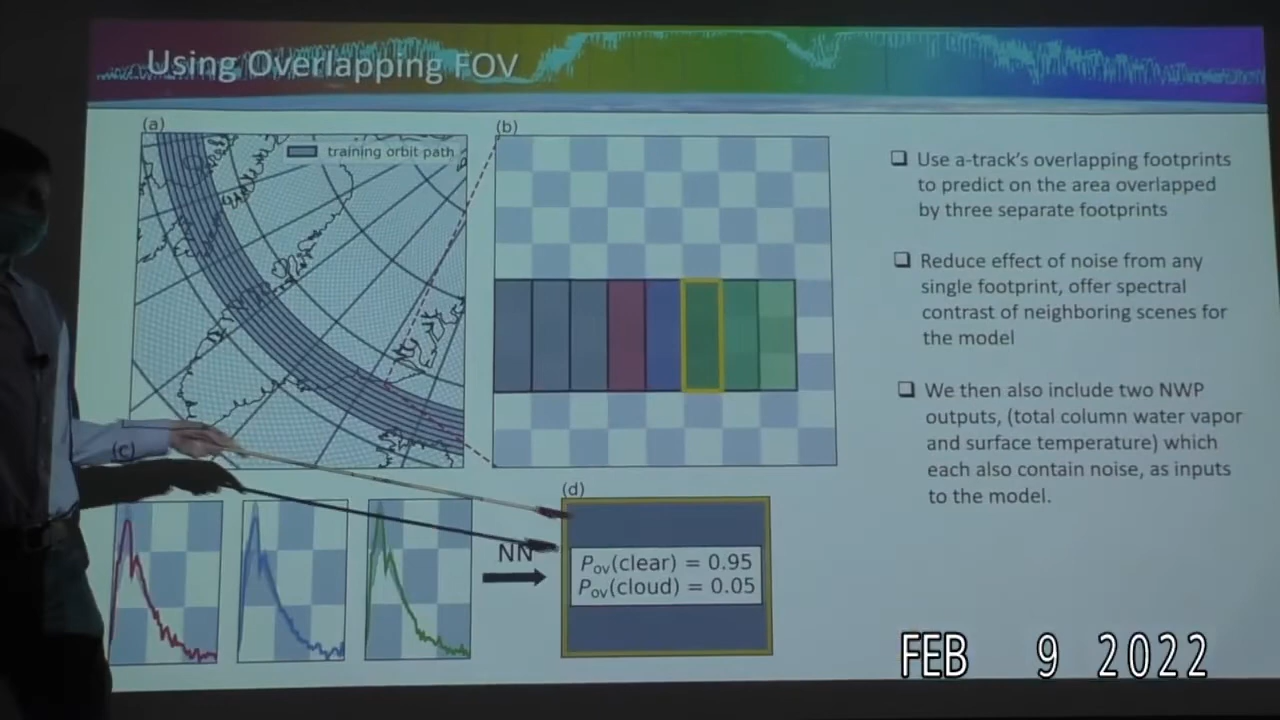 Using Overlapping FOV
(a)
training orbit path
(b)
Use a-track's overlapping footprints
to predict on the area overlapped
by three separate footprints
Reduce effect of noise from any
single footprint, offer spectral
contrast of neighboring scenes for
the model
We then also include two NWP
outputs, (total column water vapor
and surface temperature) which
each also contain noise, as inputs
to the model.
(c)
NN
(d)
Pov(clear) = 0.95
Pov(cloud) = 0.05
FEB 9 2022